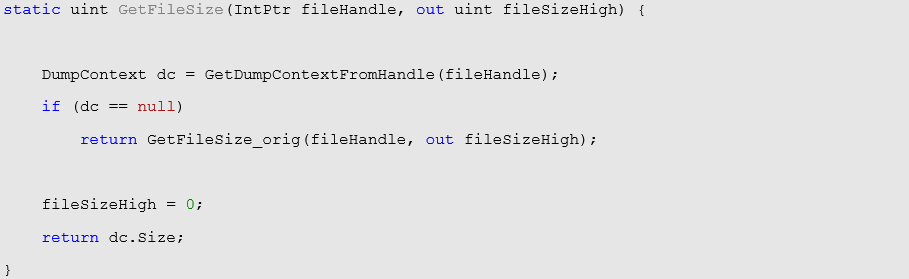 static uint GetFileSize(IntPtr fileHandle, out uint fileSizeHigh) {
DumpContext dc = GetDumpContextFromHandle(fileHandle);
if (dc == null)
return GetFileSize_orig(fileHandle, out fileSizeHigh);
fileSizeHigh = 0;
return dc.Size;
}